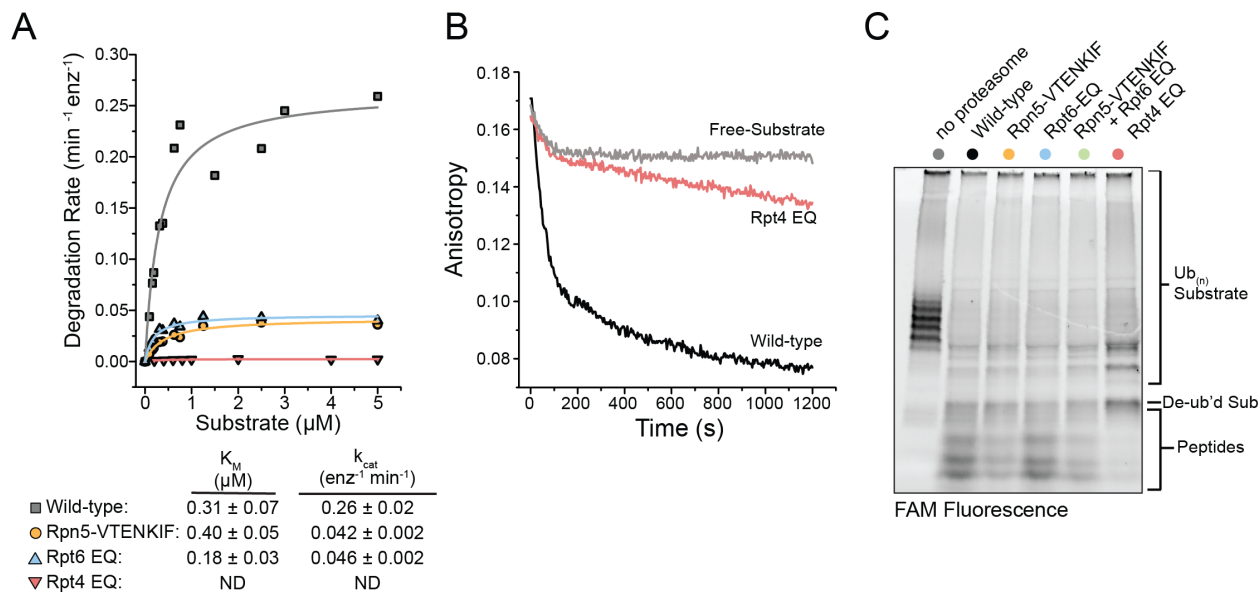 A
Degradation Rate (min ⁻¹ enz⁻¹)
0.30
0.25
0.20
0.15
0.10
0.05
0.00
0 1 2 3 4 5
Substrate (µM)
K_M (µM)
k_cat (enz⁻¹ min⁻¹)
Wild-type: 0.31 ± 0.07 0.26 ± 0.02
Rpn5-VTENKIF: 0.40 ± 0.05 0.042 ± 0.002
Rpt6 EQ: 0.18 ± 0.03 0.046 ± 0.002
Rpt4 EQ: ND ND
B
Anisotropy
0.18
0.16
0.14
0.12
0.10
0.08
Free-Substrate
Rpt4 EQ
Wild-type
0 200 400 600 800 1000 1200
Time (s)
C
no proteasome
Wild-type
Rpn5-VTENKIF
Rpt6-EQ
Rpn5-VTENKIF
+ Rpt6 EQ
Rpt4 EQ
Ub(n)
Substrate
De-ub'd Sub
Peptides
FAM Fluorescence